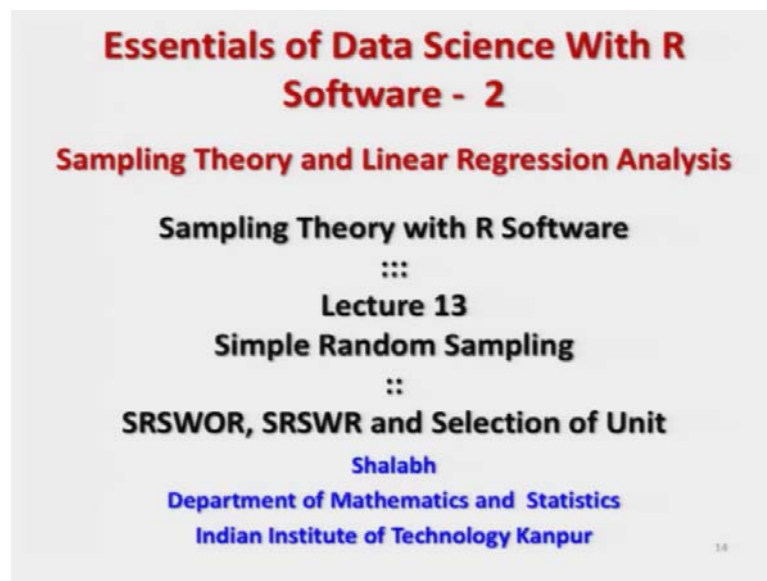 Essentials of Data Science With R
Software - 2
Sampling Theory and Linear Regression Analysis
Sampling Theory with R Software
:::
Lecture 13
Simple Random Sampling
::
SRSWOR, SRSWR and Selection of Unit
Shalabh
Department of Mathematics and Statistics
Indian Institute of Technology Kanpur
14